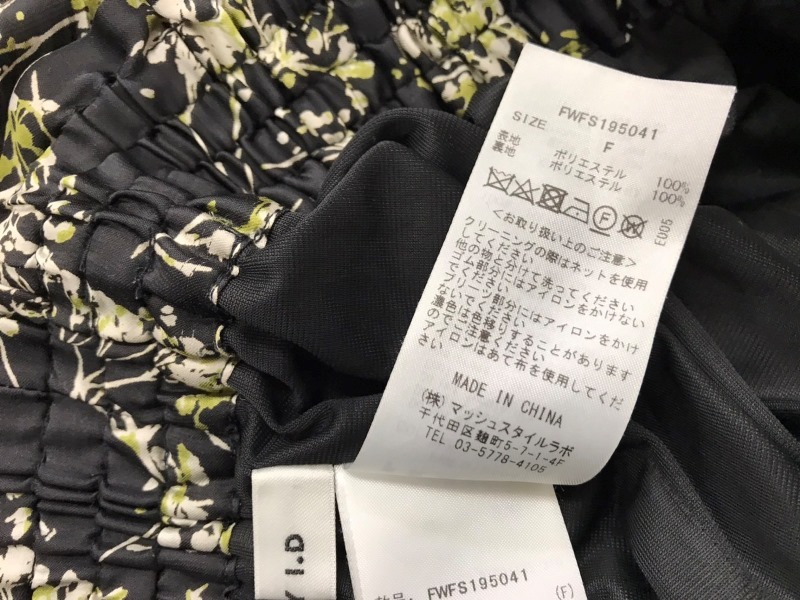 FWFS195041
SIZE F
表地 ポリエステル 100%
裏地 ポリエステル 100%
E005
<お取り扱い上のご注意>
クリーニングの際はネットを使用
してください
他の物と分けて洗ってください
ゴム部分にはアイロンをかけない
でください
プリーツ部分にはアイロンをかけ
ないでください
濃色は色移りすることがあります
のでご注意ください
アイロンはあて布を使用してくだ
さい
MADE IN CHINA
(株)マッシュスタイルラボ
千代田区麹町5-7-1-4F
TEL 03-5778-4105
Y I.D
FWFS195041
(F)